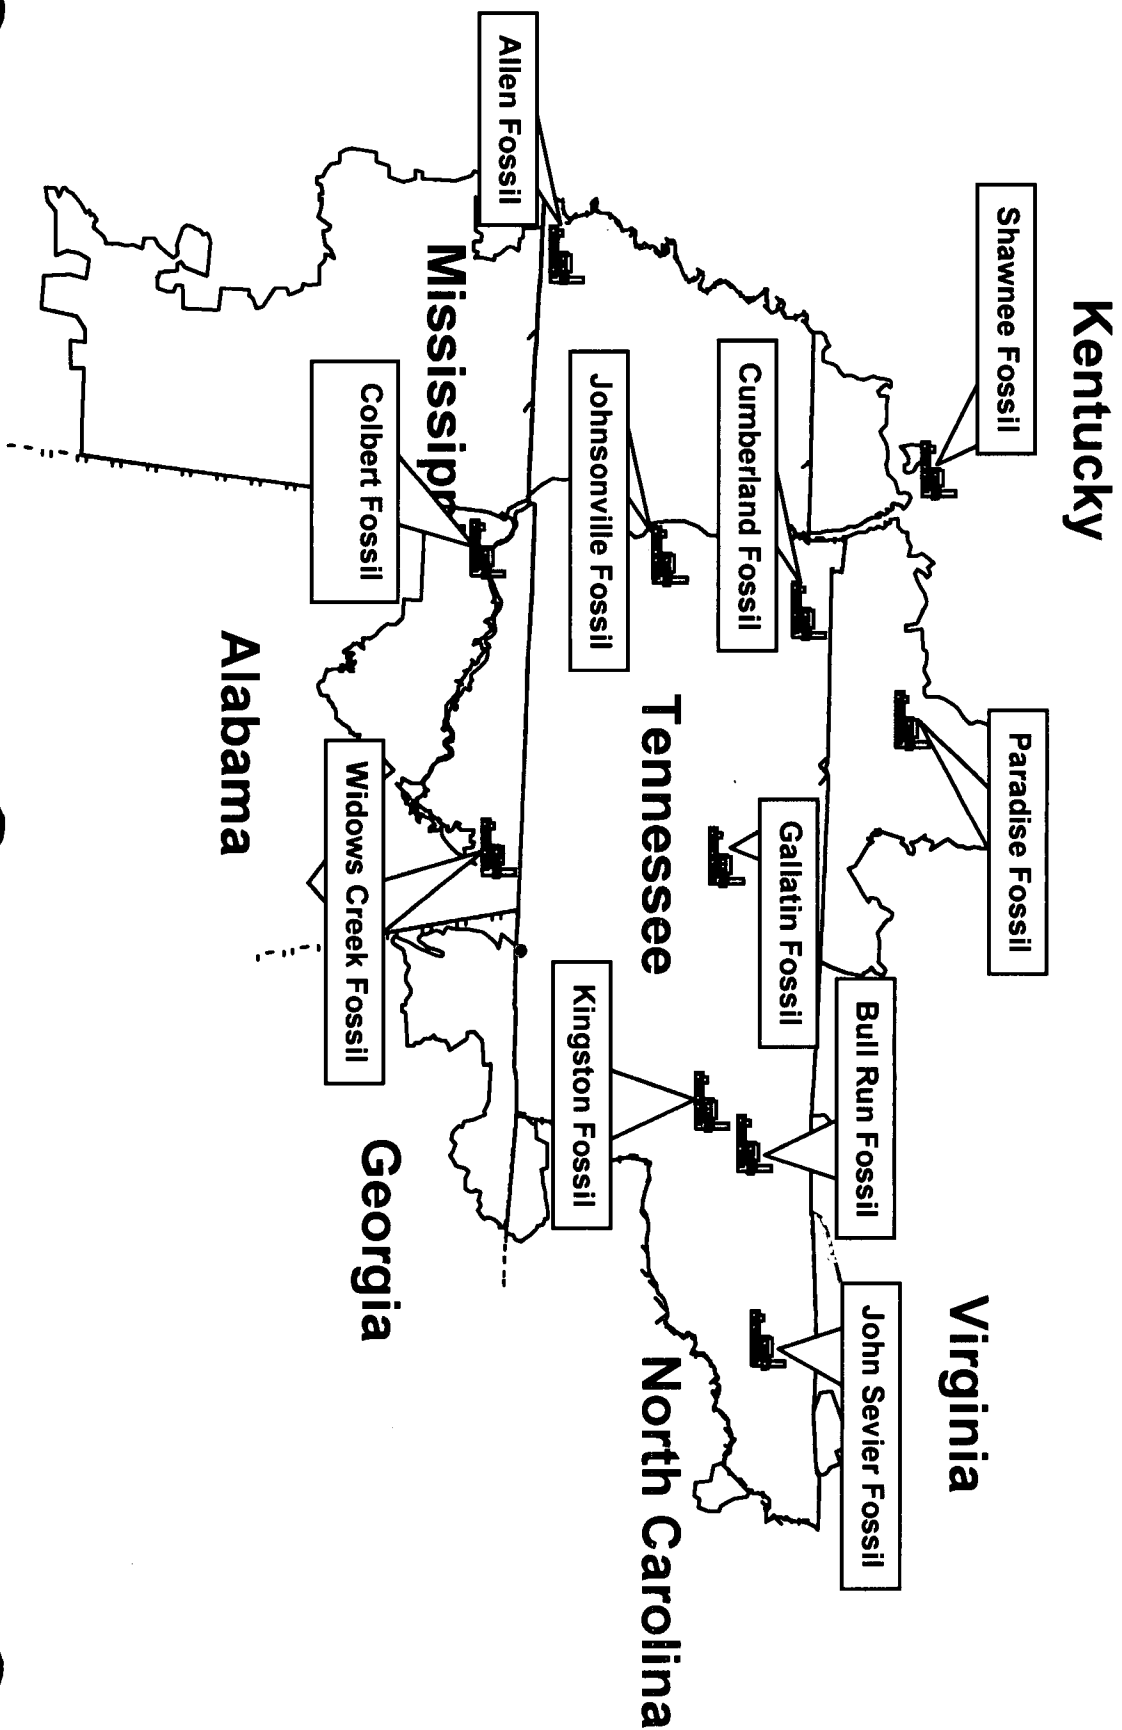 Kentucky
Shawnee Fossil
Paradise Fossil
Virginia
Bull Run Fossil
John Sevier Fossil
Cumberland Fossil
Gallatin Fossil
Tennessee
North Carolina
Johnsonville Fossil
Kingston Fossil
Allen Fossil
Mississip
Colbert Fossil
Widows Creek Fossil
Georgia
Alabama